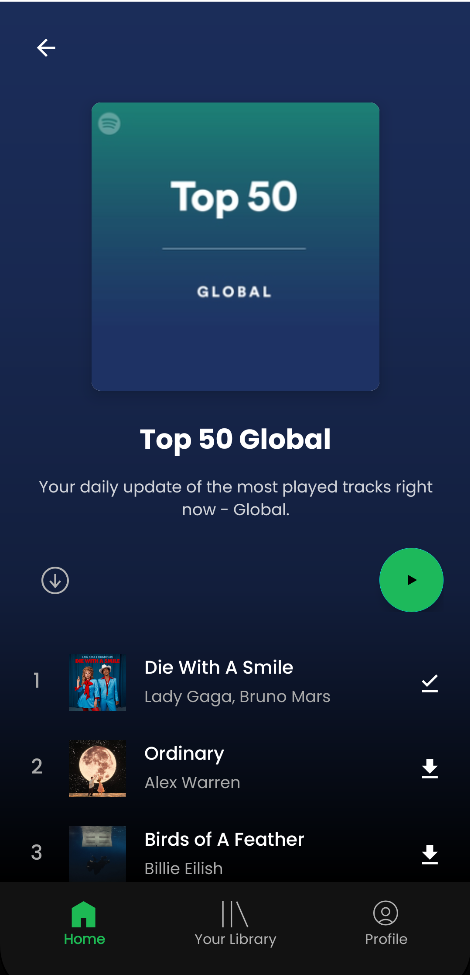 Top 50
GLOBAL
Top 50 Global
Your daily update of the most played tracks right
now - Global.
1
Die With A Smile
Lady Gaga, Bruno Mars
2
Ordinary
Alex Warren
3
Birds of A Feather
Billie Eilish
Home
Your Library
Profile